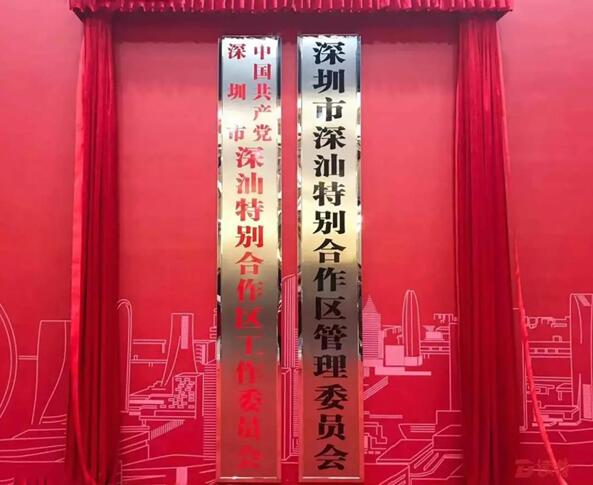 中国共产党
深圳市
深汕特别合作区工作委员会
深圳市深汕特别合作区管理委员会